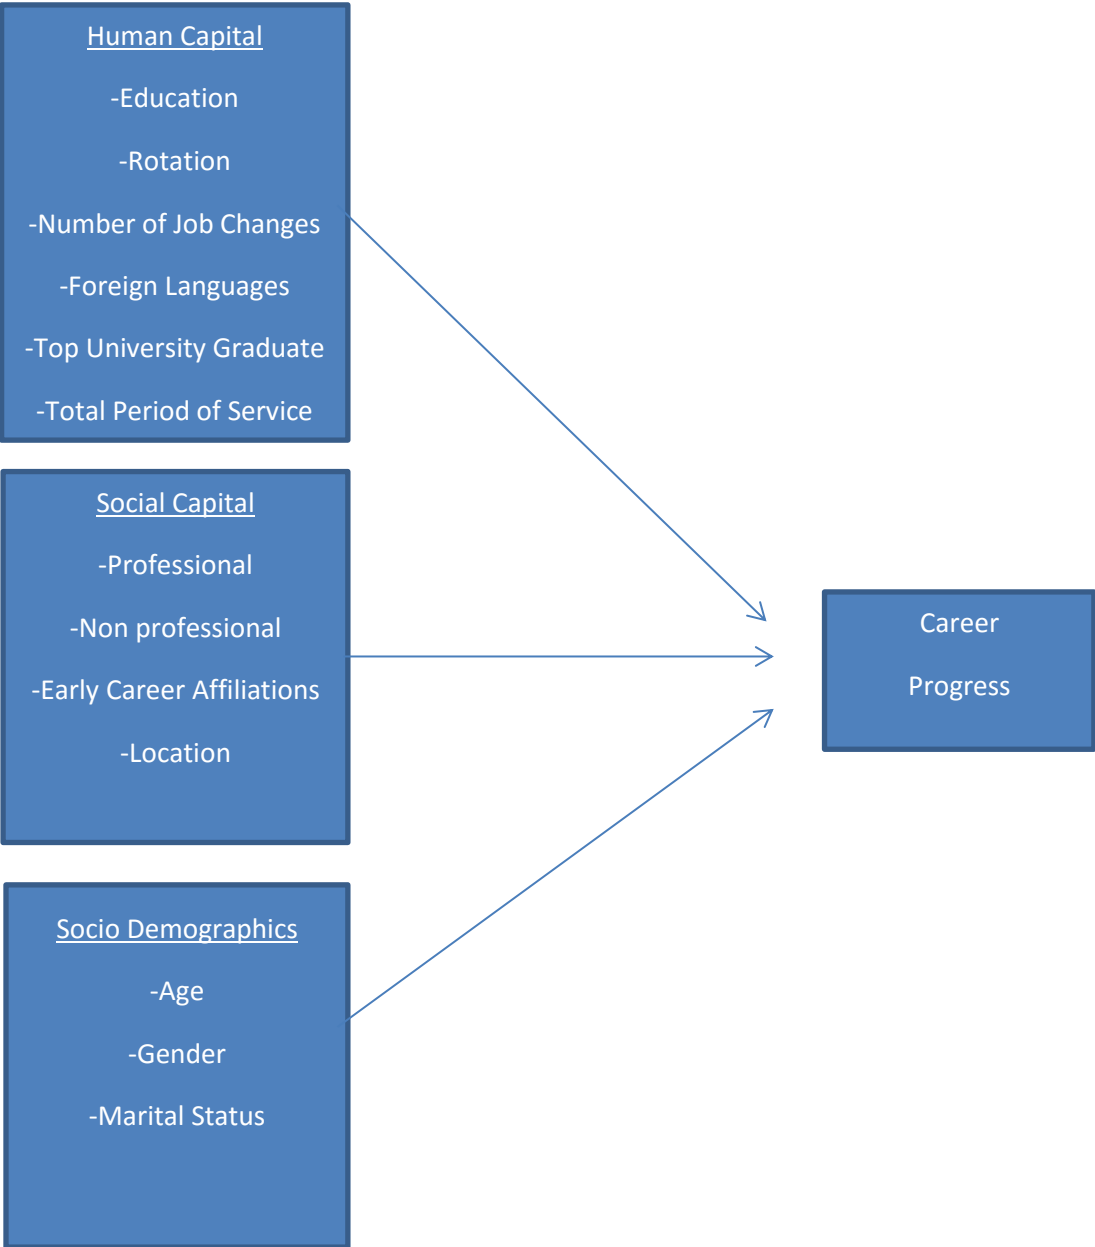 Human Capital
-Education
-Rotation
-Number of Job Changes
-Foreign Languages
-Top University Graduate
-Total Period of Service
Social Capital
-Professional
-Non professional
-Early Career Affiliations
-Location
Career
Progress
Socio Demographics
-Age
-Gender
-Marital Status